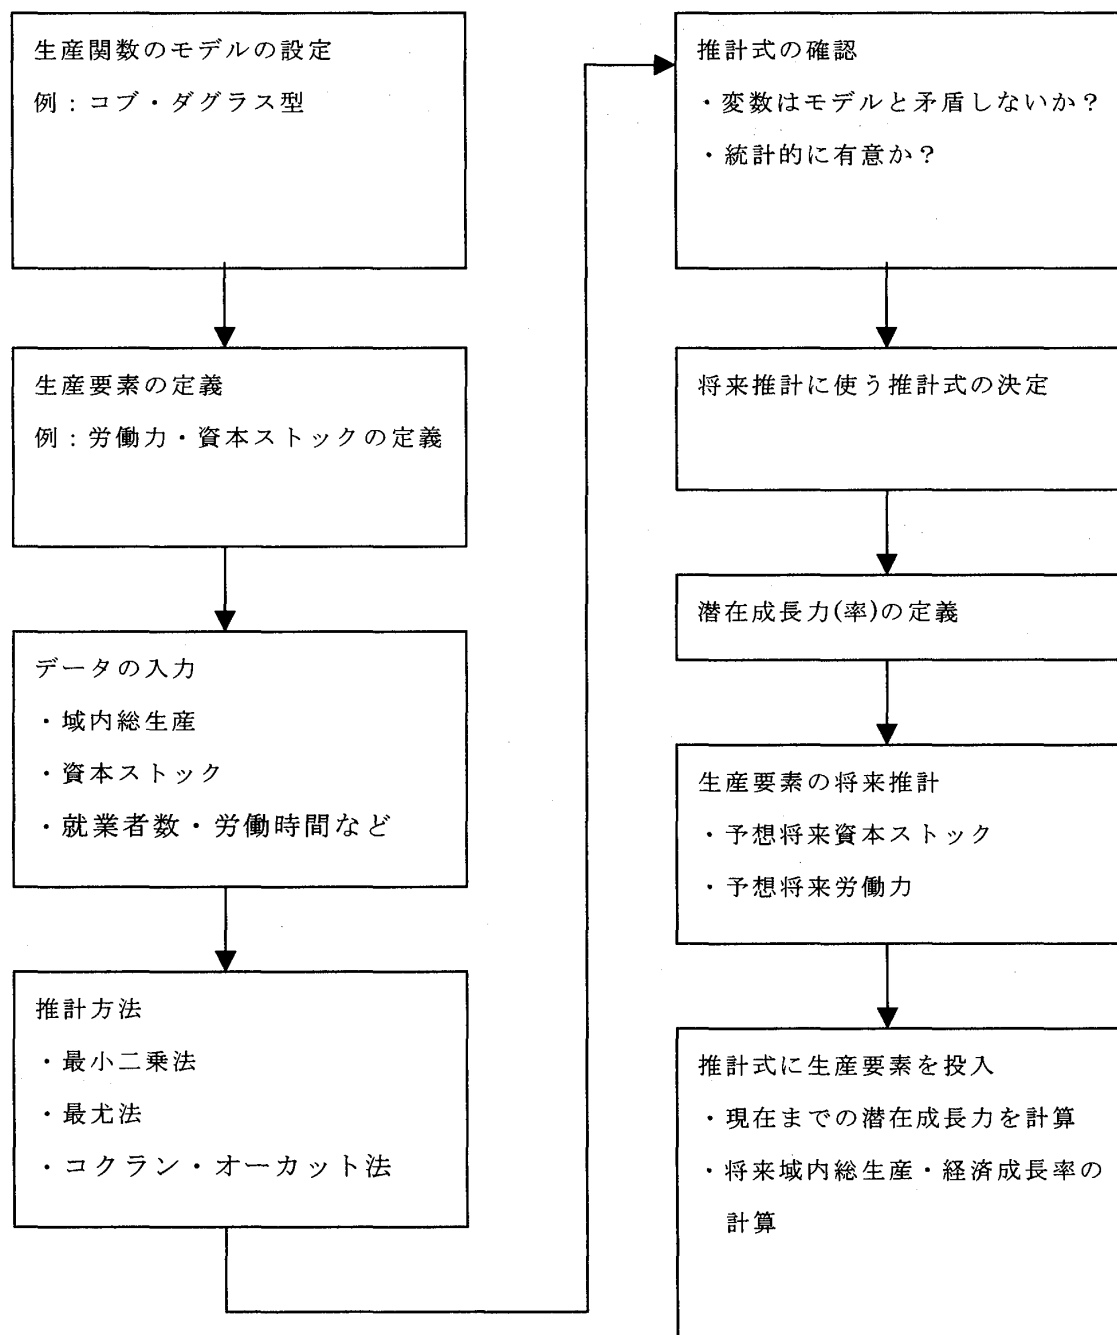 生産関数のモデルの設定
例：コブ・ダグラス型
生産要素の定義
例：労働力・資本ストックの定義
データの入力
・域内総生産
・資本ストック
・就業者数・労働時間など
推計方法
・最小二乗法
・最尤法
・コクラン・オーカット法
推計式の確認
・変数はモデルと矛盾しないか？
・統計的に有意か？
将来推計に使う推計式の決定
潜在成長力(率)の定義
生産要素の将来推計
・予想将来資本ストック
・予想将来労働力
推計式に生産要素を投入
・現在までの潜在成長力を計算
・将来域内総生産・経済成長率の
計算